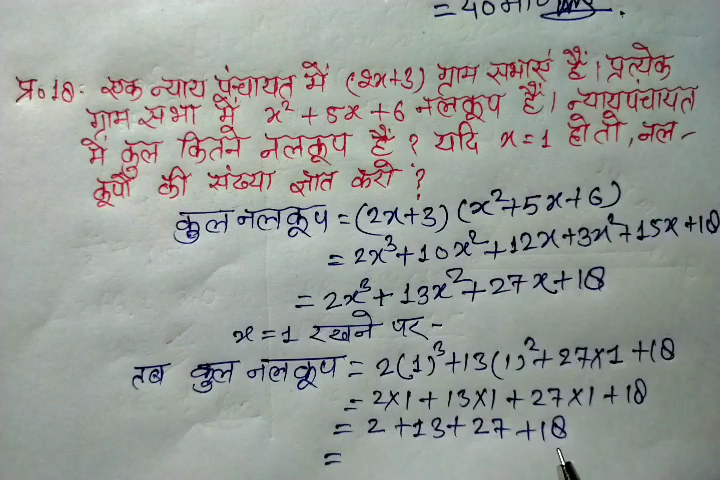 = 40
प्र०18. एक न्याय पंचायत में (2x+3) ग्राम सभाएं हैं। प्रत्येक
ग्राम सभा में x²+5x+6 नलकूप हैं। न्यायपंचायत
में कुल कितने नलकूप हैं ? यदि x=1 हो तो, नल-
कूपों की संख्या ज्ञात करो ?
कुल नलकूप = (2x+3) (x²+5x+6)
= 2x³+10x²+12x+3x²+15x+18
= 2x³+13x²+27x+18
x=1 रखने पर-
तब कुल नलकूप = 2(1)³+13(1)²+27×1+18
= 2×1+13×1+27×1+18
= 2+13+27+18
=